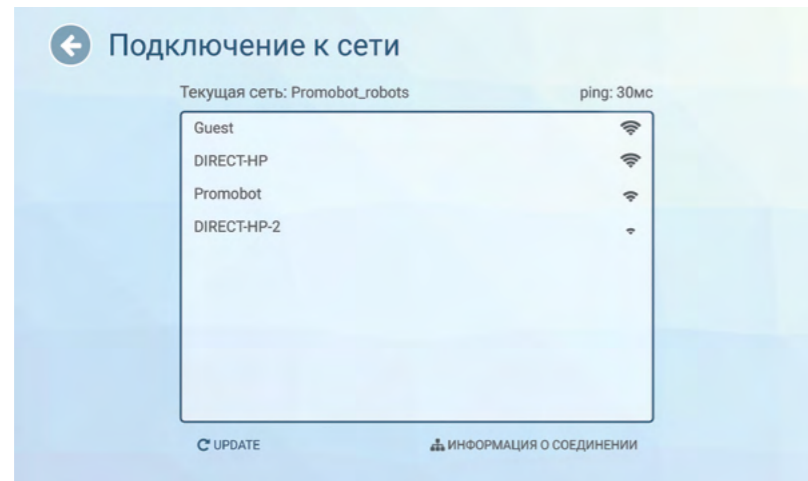 Подключение к сети
Текущая сеть: Promobot_robots ping: 30мс
Guest
DIRECT-HP
Promobot
DIRECT-HP-2
UPDATE ИНФОРМАЦИЯ О СОЕДИНЕНИИ